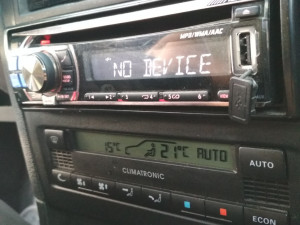 MP3/WMA/AAC
NO DEVICE
15°C 21°C AUTO
AUTO
CLIMATRONIC
ECON